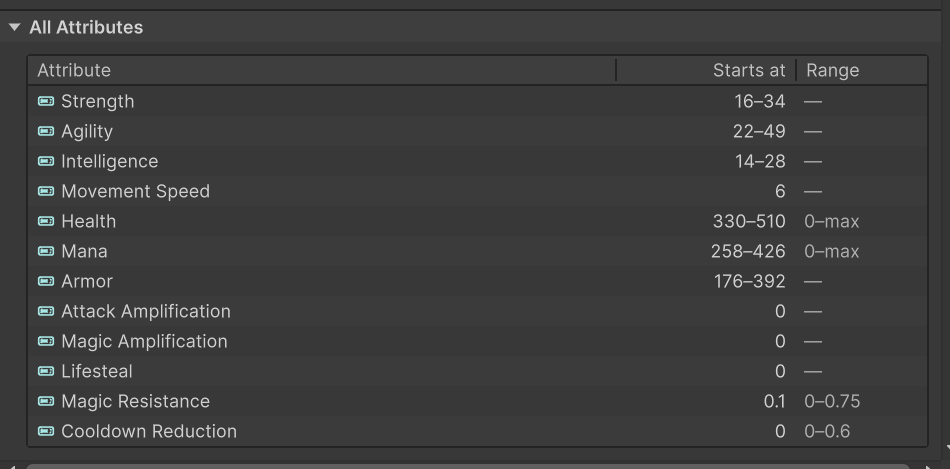 All Attributes
Attribute Starts at Range
Strength 16–34 —
Agility 22–49 —
Intelligence 14–28 —
Movement Speed 6 —
Health 330–510 0–max
Mana 258–426 0–max
Armor 176–392 —
Attack Amplification 0 —
Magic Amplification 0 —
Lifesteal 0 —
Magic Resistance 0.1 0–0.75
Cooldown Reduction 0 0–0.6